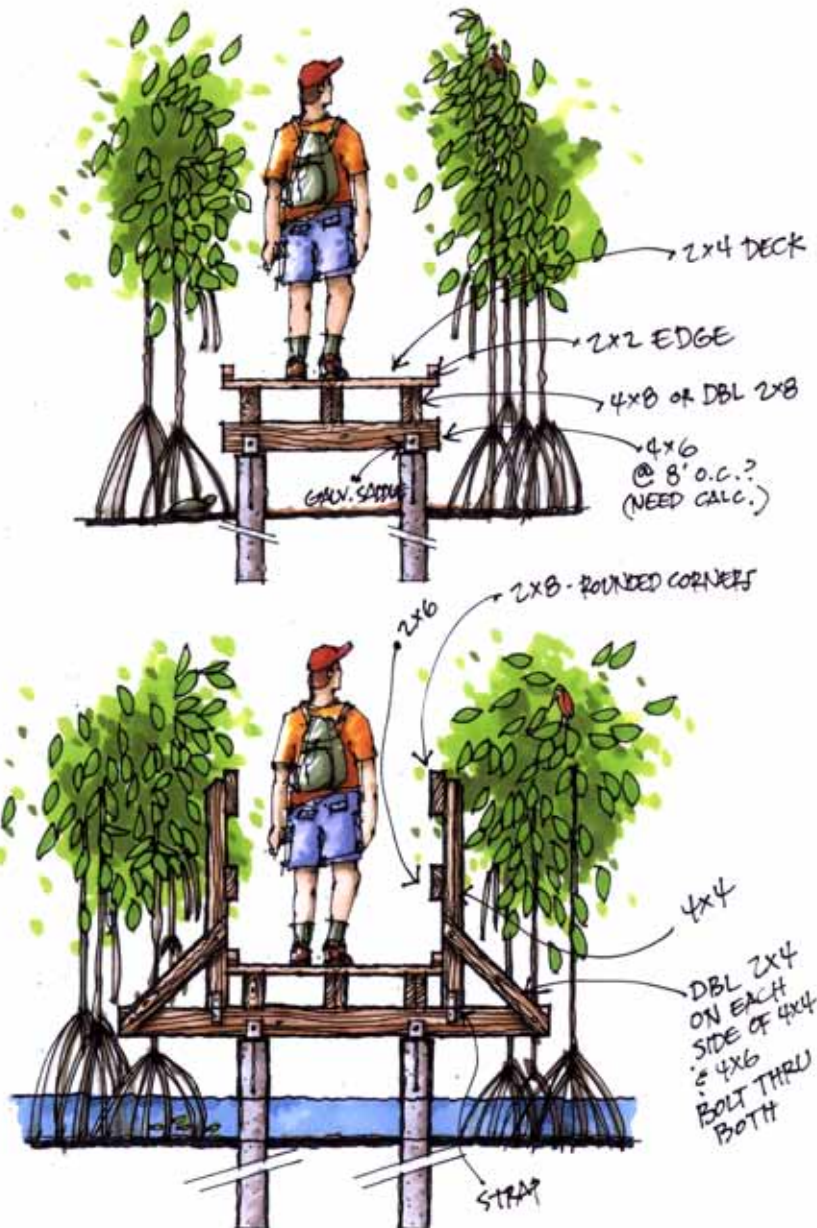 2X4 DECK
2X2 EDGE
4X8 OR DBL 2X8
4X6
@ 8' O.C.?
(NEED CALC.)
GALV. SADDLE
2X8 - ROUNDED CORNERS
2X6
4X4
DBL 2X4
ON EACH
SIDE OF 4X4
& 4X6
BOLT THRU
BOTH
STRAP